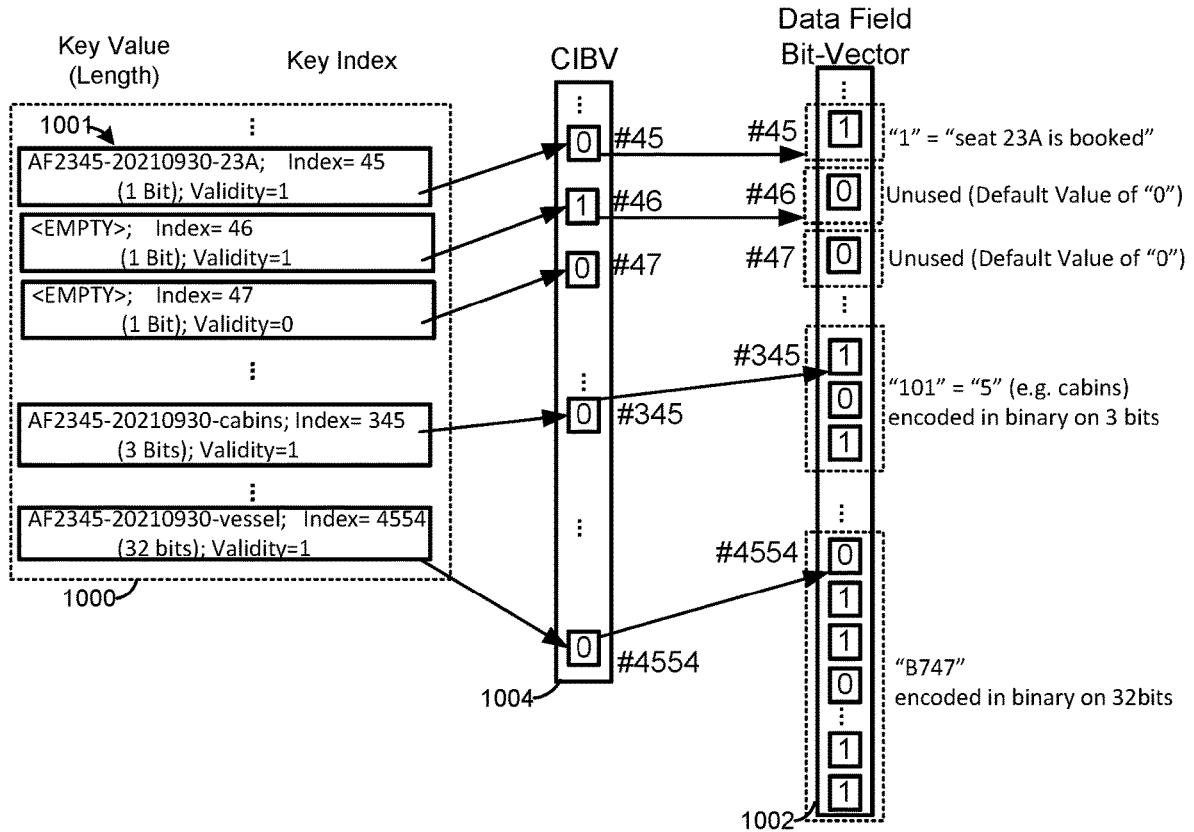 Key Value
(Length)
Key Index
CIBV
Data Field
Bit-Vector
1001
AF2345-20210930-23A; Index= 45
(1 Bit); Validity=1
<EMPTY>; Index= 46
(1 Bit); Validity=1
<EMPTY>; Index= 47
(1 Bit); Validity=0
AF2345-20210930-cabins; Index= 345
(3 Bits); Validity=1
AF2345-20210930-vessel; Index= 4554
(32 bits); Validity=1
1000
0 #45
1 #46
0 #47
0 #345
0 #4554
1004
#45 1 “1” = “seat 23A is booked”
#46 0 Unused (Default Value of “0”)
#47 0 Unused (Default Value of “0”)
#345 1
0
1
“101” = “5” (e.g. cabins)
encoded in binary on 3 bits
#4554 0
1
1
0
1
1
“B747”
encoded in binary on 32bits
1002